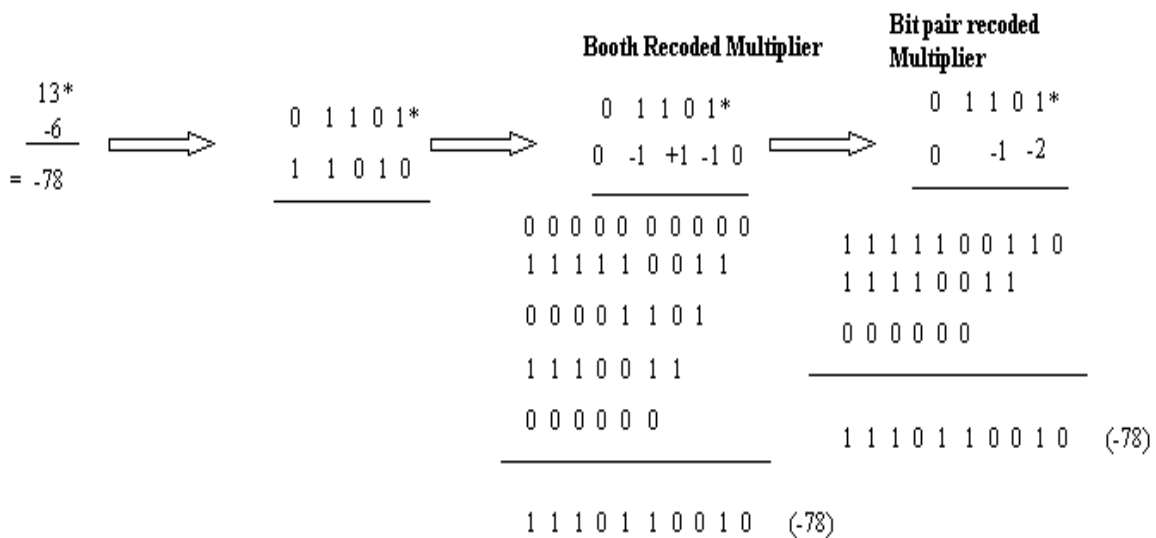 13*
-6
= -78
0 1 1 0 1*
1 1 0 1 0
Booth Recoded Multiplier
0 1 1 0 1*
0 -1 +1 -1 0
0 0 0 0 0 0 0 0 0 0
1 1 1 1 1 0 0 1 1
0 0 0 0 1 1 0 1
1 1 1 0 0 1 1
0 0 0 0 0 0
1 1 1 0 1 1 0 0 1 0 (-78)
Bit pair recoded
Multiplier
0 1 1 0 1*
0 -1 -2
1 1 1 1 1 0 0 1 1 0
1 1 1 1 0 0 1 1
0 0 0 0 0 0
1 1 1 0 1 1 0 0 1 0 (-78)